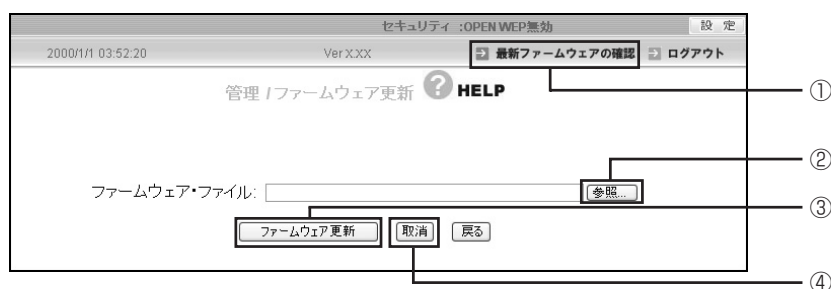 セキュリティ :OPEN WEP無効 設 定
2000/1/1 03:52:20 Ver X.XX 最新ファームウェアの確認 ログアウト
管理 / ファームウェア更新 ? HELP
①
②
ファームウェア・ファイル: 参照...
③
ファームウェア更新 取消 戻る
④